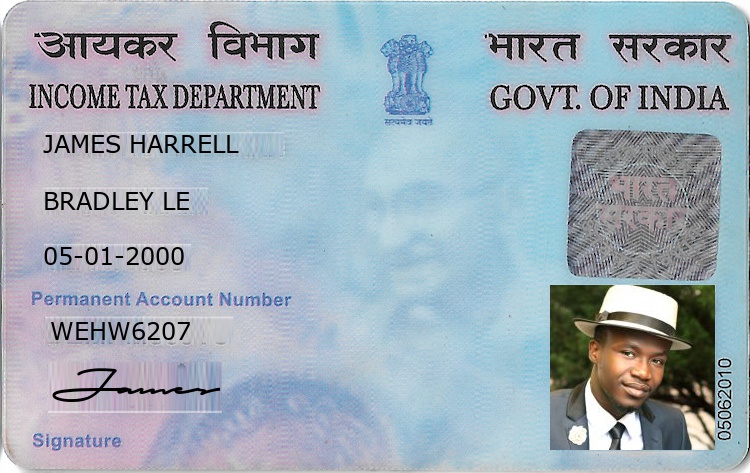 आयकर विभाग
भारत सरकार
INCOME TAX DEPARTMENT
GOVT. OF INDIA
सत्यमेव जयते
JAMES HARRELL
BRADLEY LE
05-01-2000
भारत
सरकार
Permanent Account Number
WEHW6207
James
Signature
05062010